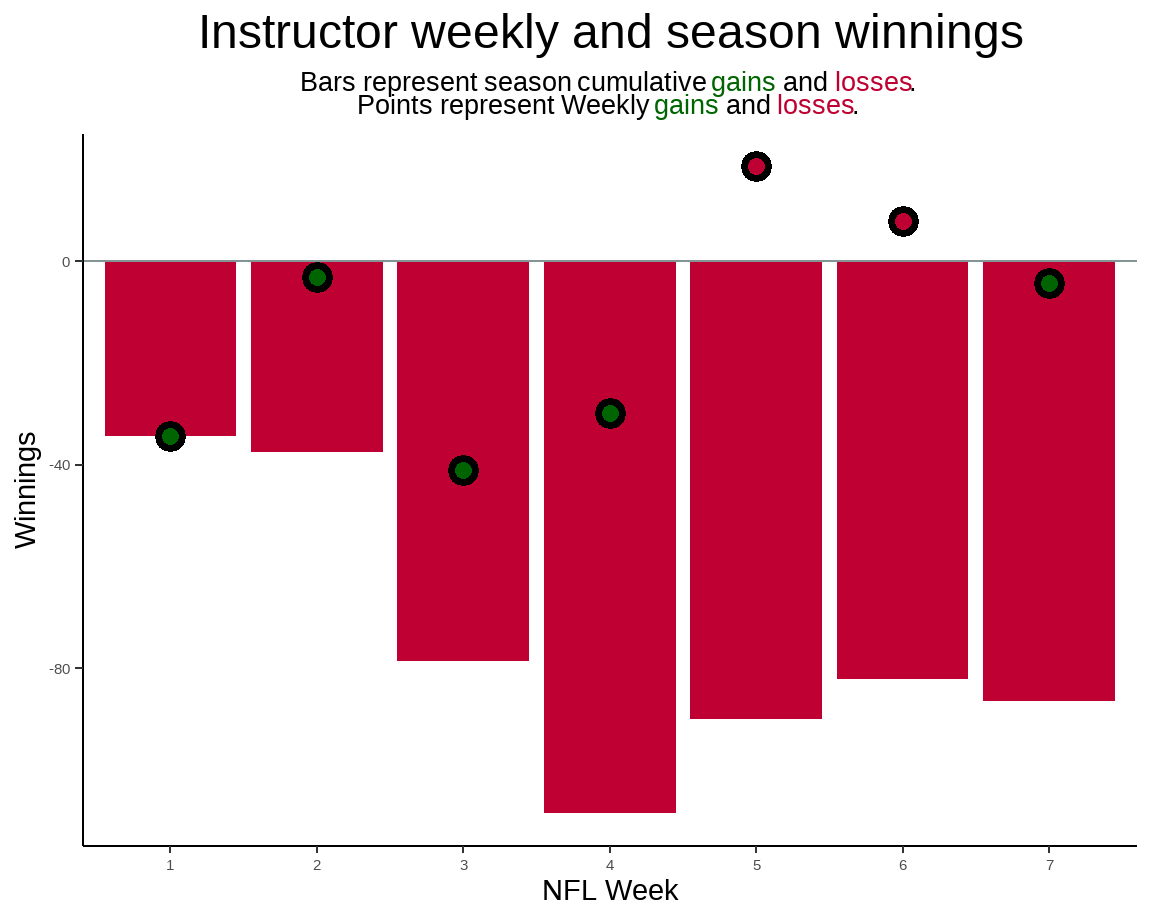 Instructor weekly and season winnings
Bars represent season cumulative gains and losses.
Points represent Weekly gains and losses.
Winnings
0
-40
-80
1 2 3 4 5 6 7
NFL Week